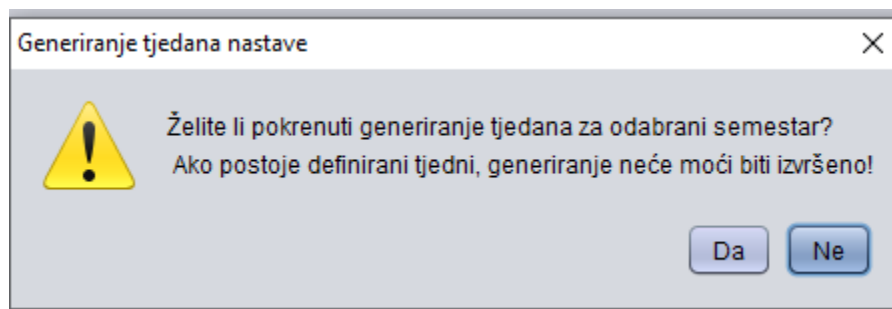 Generiranje tjedana nastave
Želite li pokrenuti generiranje tjedana za odabrani semestar?
Ako postoje definirani tjedni, generiranje neće moći biti izvršeno!
Da
Ne